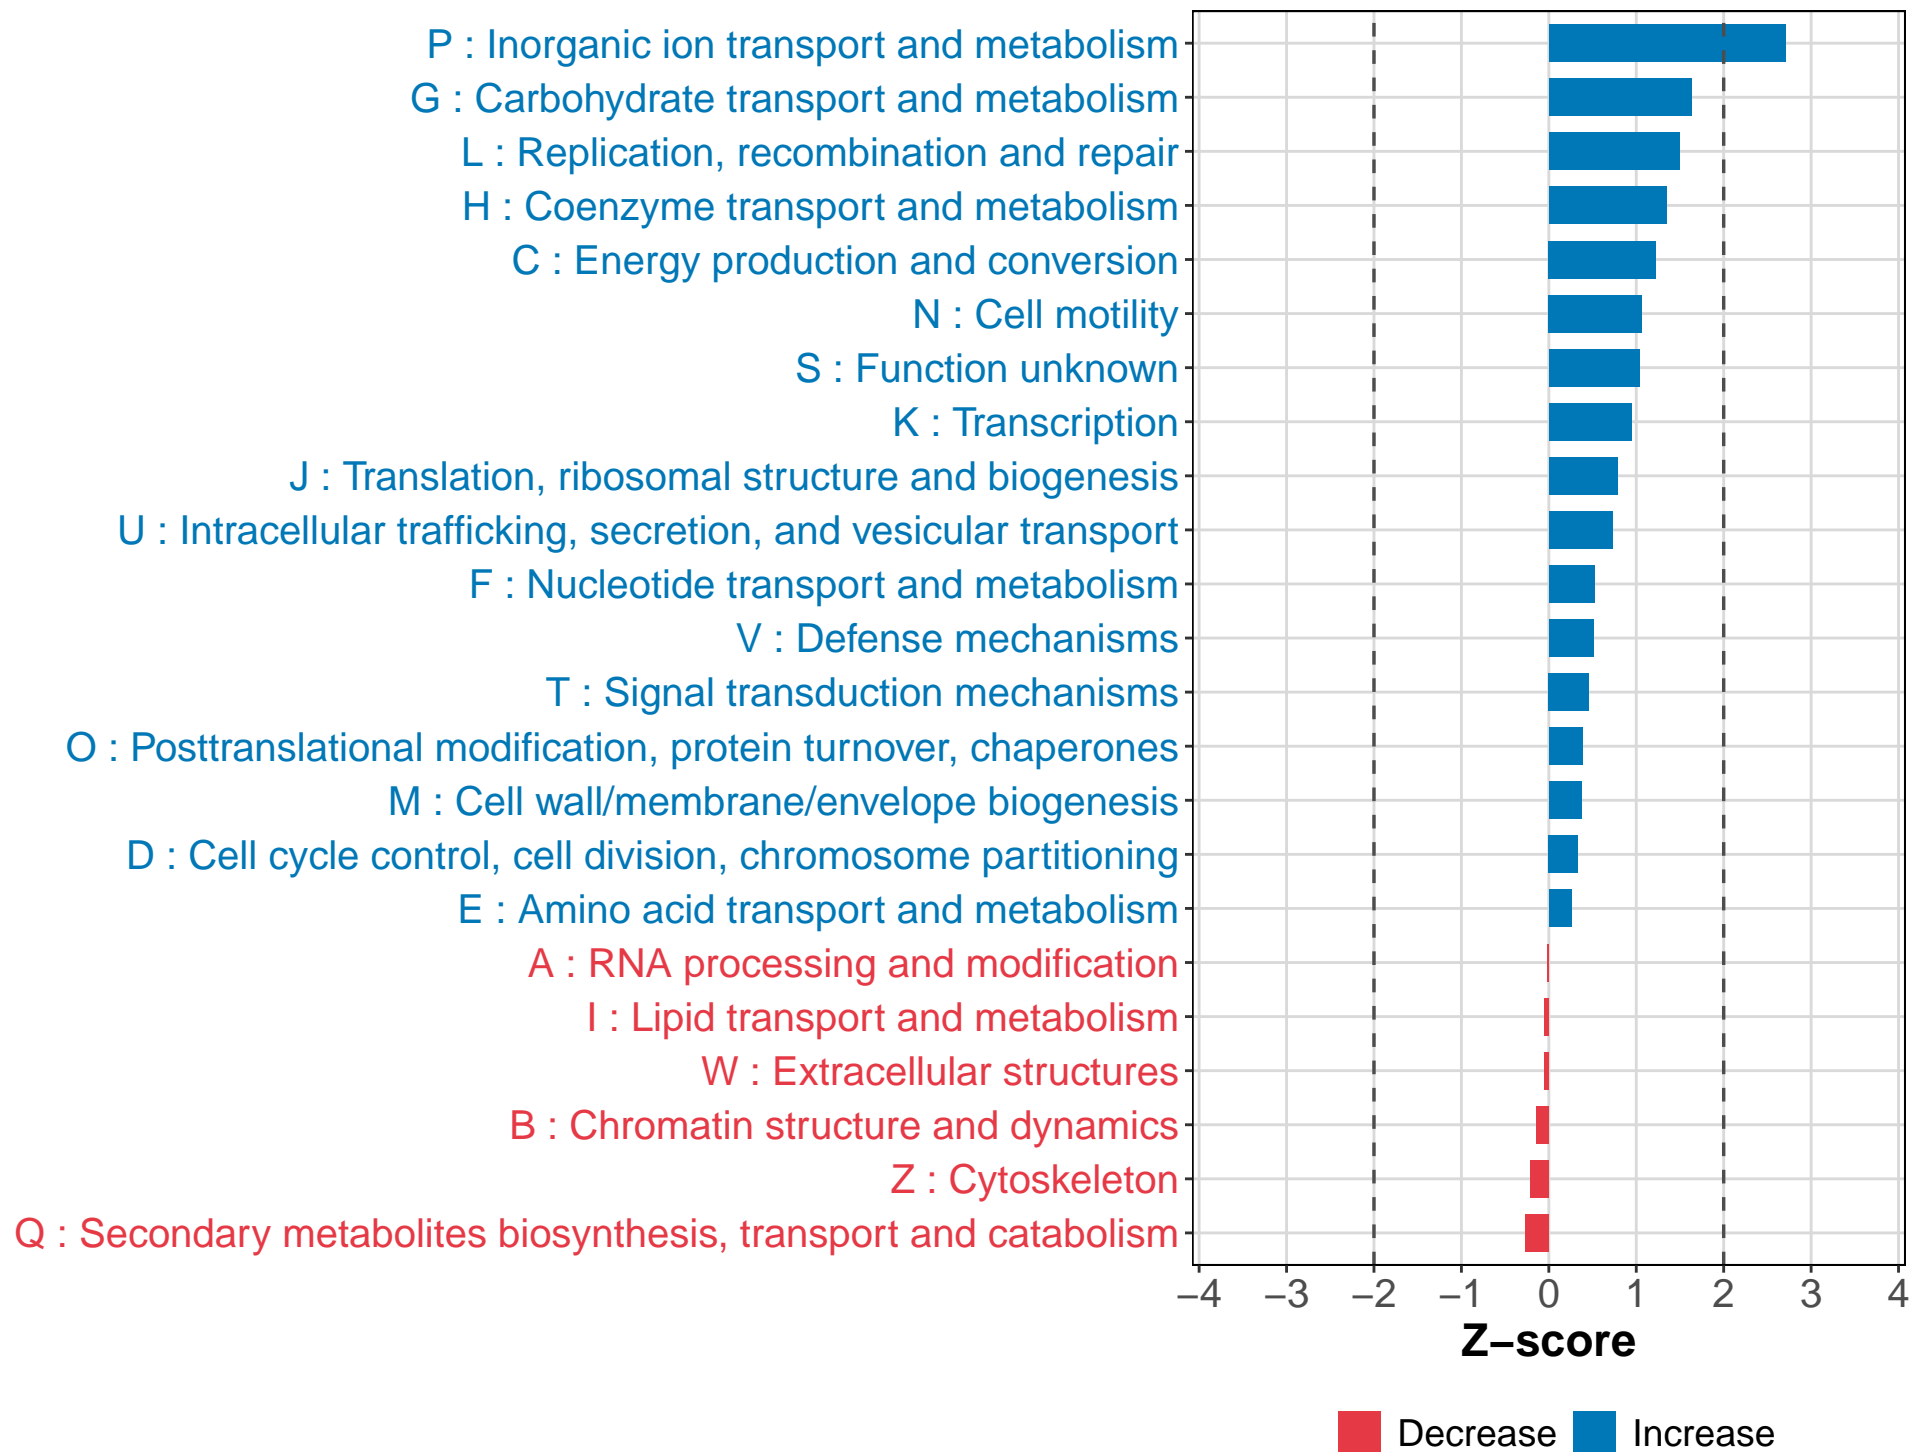 P : Inorganic ion transport and metabolism
G : Carbohydrate transport and metabolism
L : Replication, recombination and repair
H : Coenzyme transport and metabolism
C : Energy production and conversion
N : Cell motility
S : Function unknown
K : Transcription
J : Translation, ribosomal structure and biogenesis
U : Intracellular trafficking, secretion, and vesicular transport
F : Nucleotide transport and metabolism
V : Defense mechanisms
T : Signal transduction mechanisms
O : Posttranslational modification, protein turnover, chaperones
M : Cell wall/membrane/envelope biogenesis
D : Cell cycle control, cell division, chromosome partitioning
E : Amino acid transport and metabolism
A : RNA processing and modification
I : Lipid transport and metabolism
W : Extracellular structures
B : Chromatin structure and dynamics
Z : Cytoskeleton
Q : Secondary metabolites biosynthesis, transport and catabolism
−4 −3 −2 −1 0 1 2 3 4
Z−score
Decrease Increase